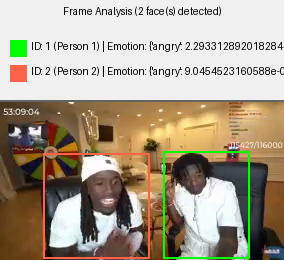 Frame Analysis (2 face(s) detected)
ID: 1 (Person 1) | Emotion: {'angry': 2.293312892018284
ID: 2 (Person 2) | Emotion: {'angry': 9.0454523160588e-0
53:09:04
115427/116000